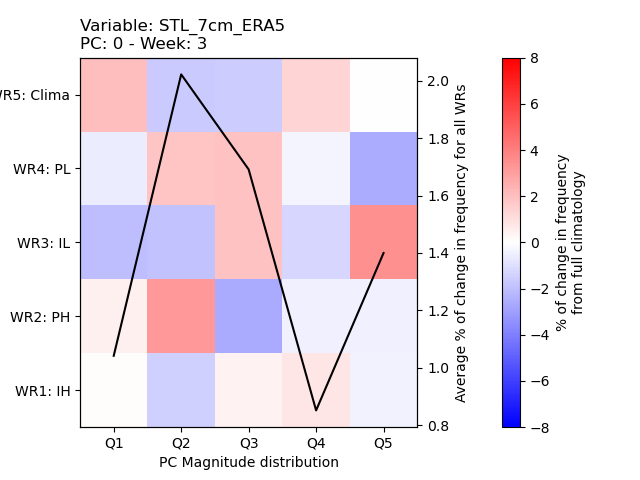 Variable: STL_7cm_ERA5
PC: 0 - Week: 3
WR5: Clima
WR4: PL
WR3: IL
WR2: PH
WR1: IH
Q1 Q2 Q3 Q4 Q5
PC Magnitude distribution
2.0
1.8
1.6
1.4
1.2
1.0
0.8
Average % of change in frequency for all WRs
8
6
4
2
0
−2
−4
−6
−8
% of change in frequency
from full climatology